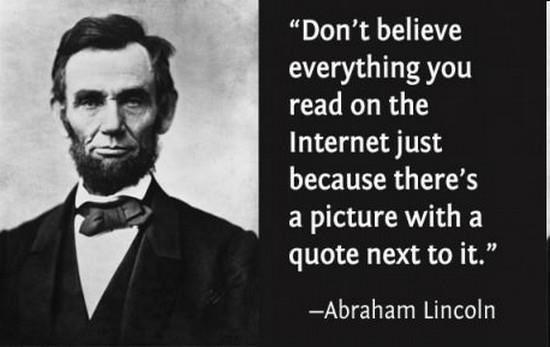 “Don’t believe
everything you
read on the
Internet just
because there’s
a picture with a
quote next to it.”
–Abraham Lincoln